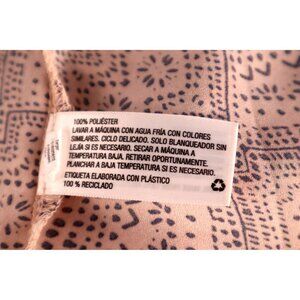 100% POLIÉSTER
LAVAR A MÁQUINA CON AGUA FRÍA CON COLORES
SIMILARES. CICLO DELICADO. SOLO BLANQUEADOR SIN
LEJÍA SI ES NECESARIO. SECAR A MÁQUINA A
TEMPERATURA BAJA. RETIRAR OPORTUNAMENTE.
PLANCHAR A BAJA TEMPERATURA SI ES NECESARIO.
ETIQUETA ELABORADA CON PLÁSTICO
100 % RECICLADO